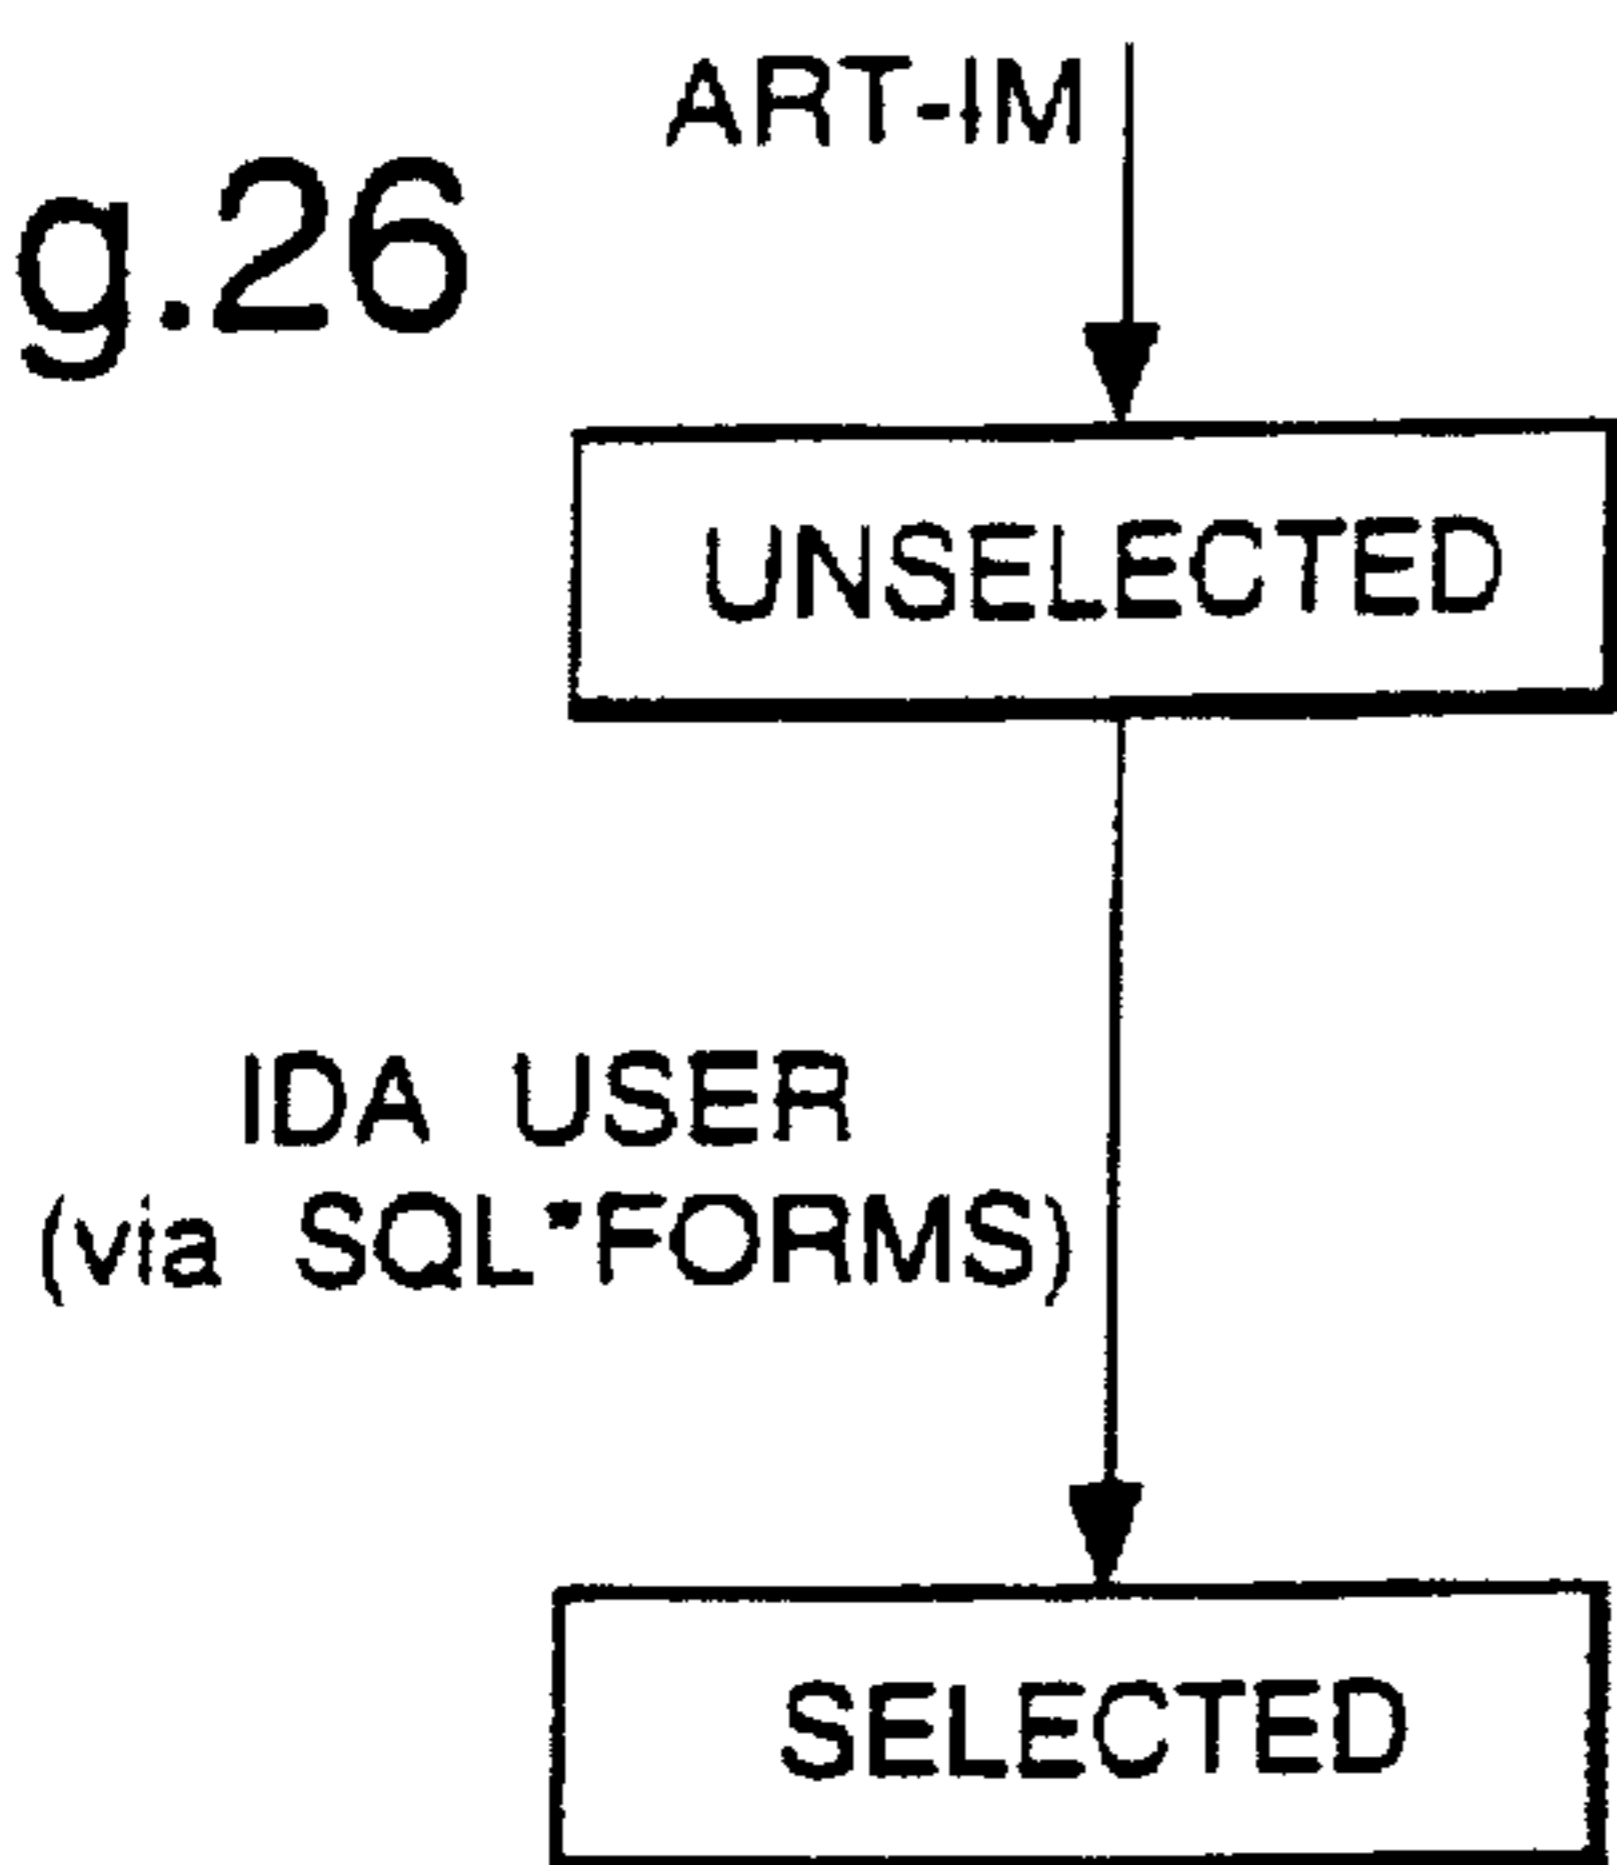 ART-IM
g.26
UNSELECTED
IDA USER
(via SQL*FORMS)
SELECTED